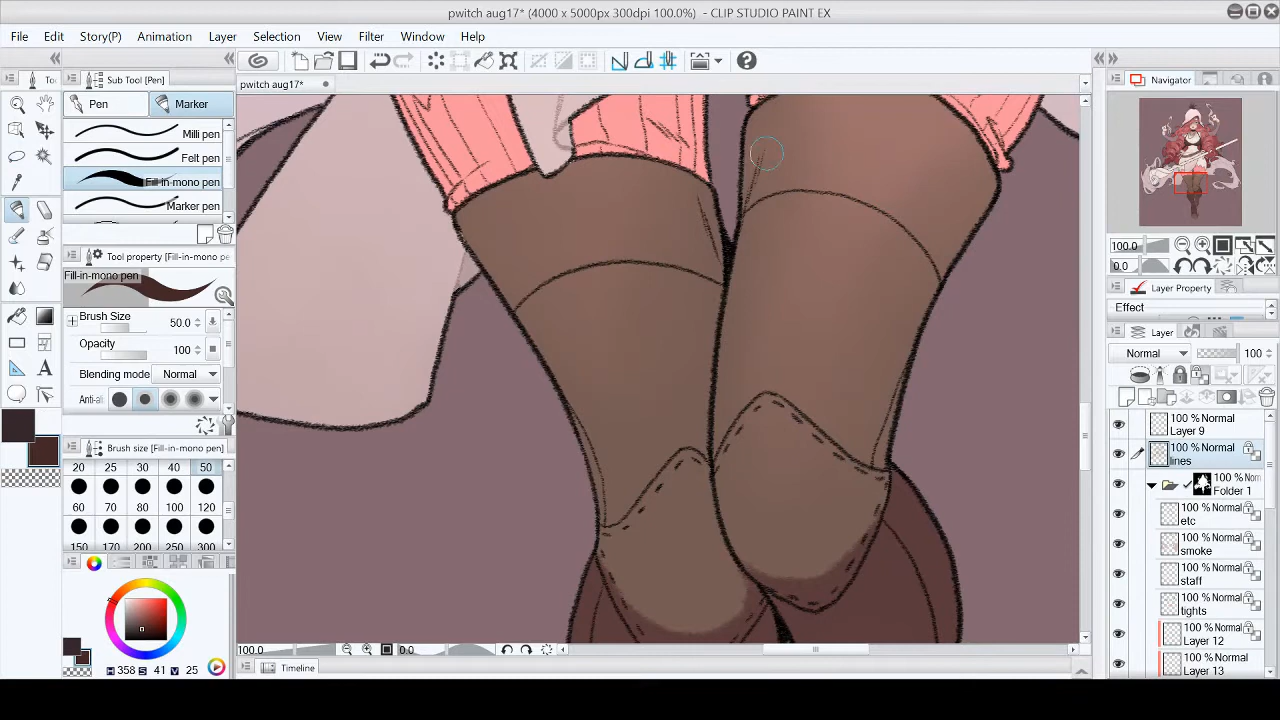 pwitch aug17* (4000 x 5000px 300dpi 100.0%)  - CLIP STUDIO PAINT EX
File Edit Story(P) Animation Layer Selection View Filter Window Help
pwitch aug17*
Sub Tool [Pen]
Pen Marker
Milli pen
Felt pen
Fill-in-mono pen
Marker pen
Tool property [Fill-in-mono pe
Fill-in-mono pen
Brush Size 50.0
Opacity 100
Blending mode Normal
Anti-al
Brush size [Fill-in-mono pen]
20 25 30 40 50
60 70 80 100 120
150 170 200 250 300
H 358 S 41 V 25
100.0 0.0
Timeline
Navigator
100.0
0.0
Layer Property
Effect
Layer
Normal 100
100 % Normal
Layer 9
100 % Normal
lines
100 % Norm
Folder 1
100 % Normal
etc
100 % Normal
smoke
100 % Normal
staff
100 % Normal
tights
100 % Normal
Layer 12
100 % Normal
Layer 13